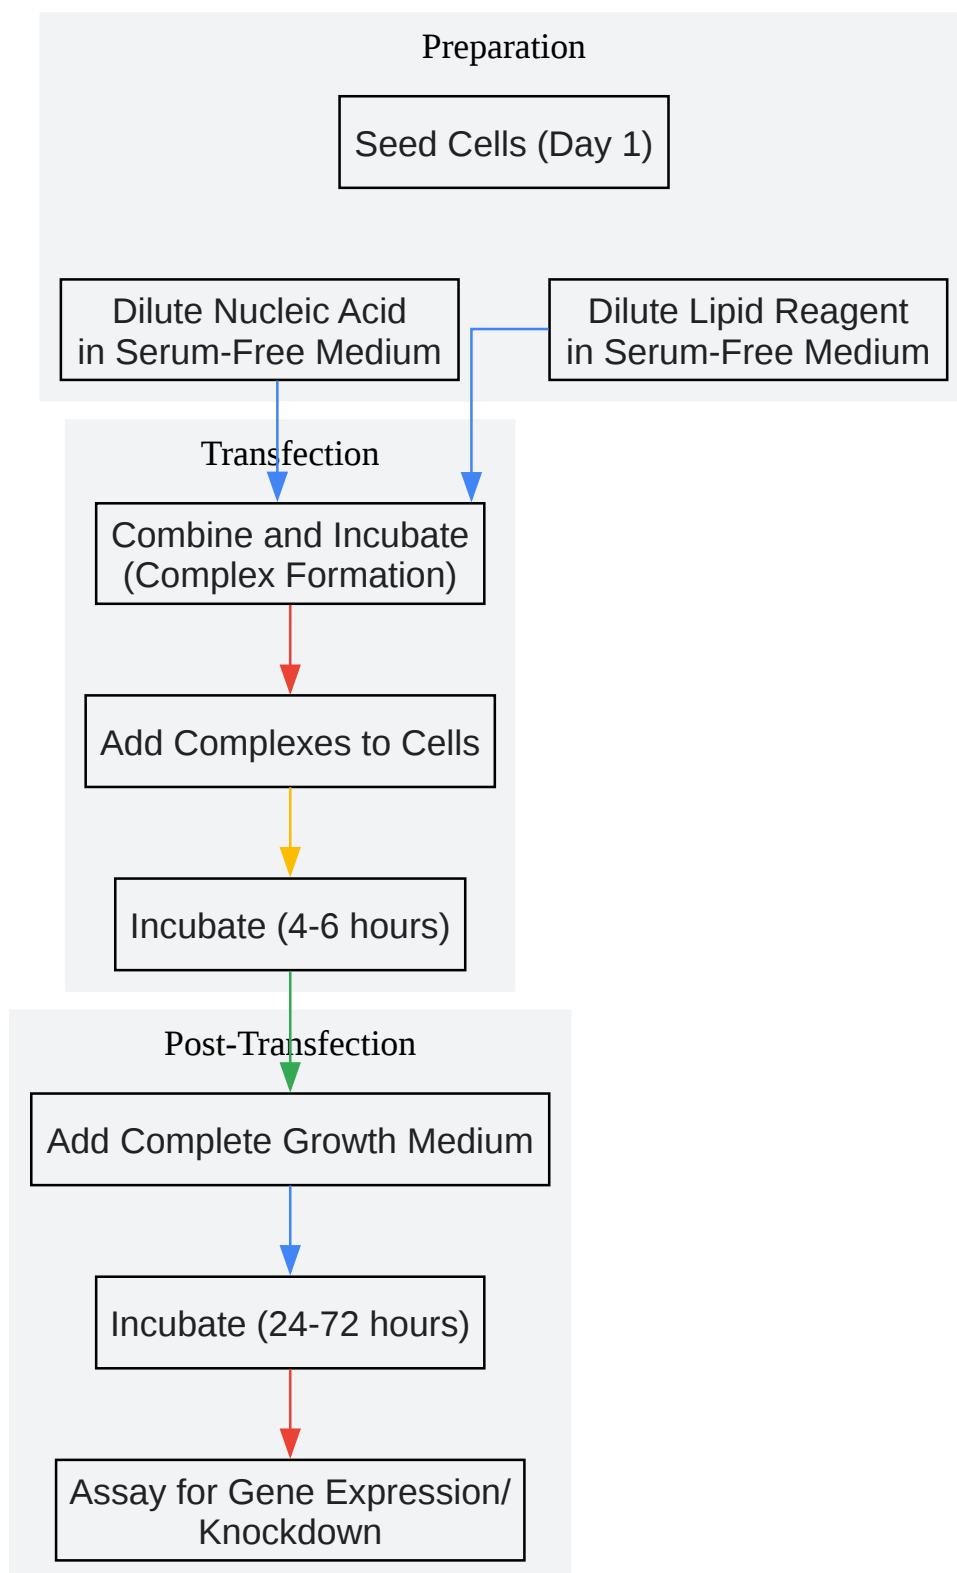 Preparation
Seed Cells (Day 1)
Dilute Nucleic Acid
in Serum-Free Medium
Dilute Lipid Reagent
in Serum-Free Medium
Transfection
Combine and Incubate
(Complex Formation)
Add Complexes to Cells
Incubate (4-6 hours)
Post-Transfection
Add Complete Growth Medium
Incubate (24-72 hours)
Assay for Gene Expression/
Knockdown